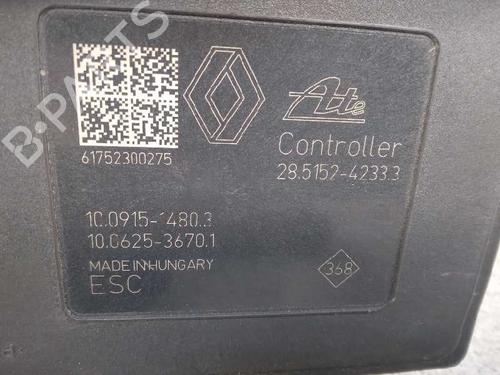 B-PARTS
Ate
61752300275
Controller
28.5152-4233.3
10.0915-1480.3
10.0625-3670.1
MADE IN HUNGARY
368
ESC